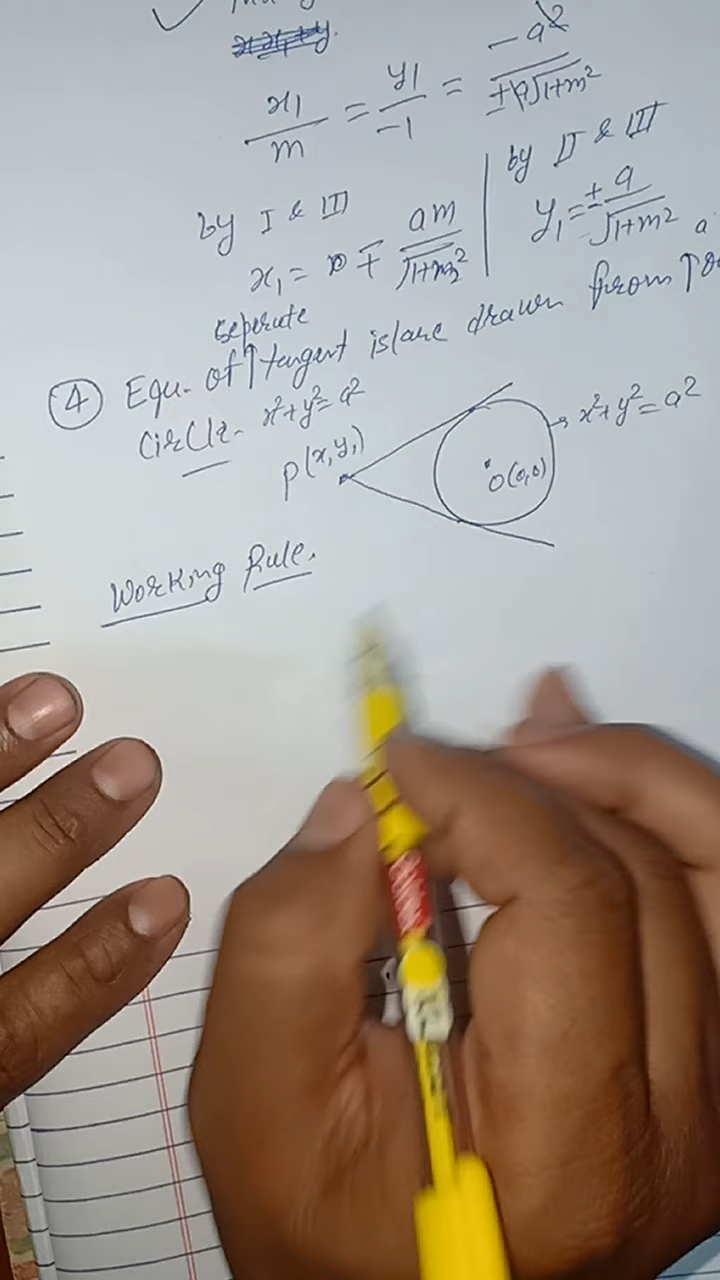 x₁/m = y₁/-1 = -a²/±a√1+m²
by I & III
x₁ = ∓ am/√1+m²
by II & III
y₁ = ± a/√1+m²
④ Equ. of ↑ seperate tangent is/are drawn from
Circle - x²+y²=a²
P(x₁y₁)
→ x²+y²=a²
O(0,0)
Working Rule.